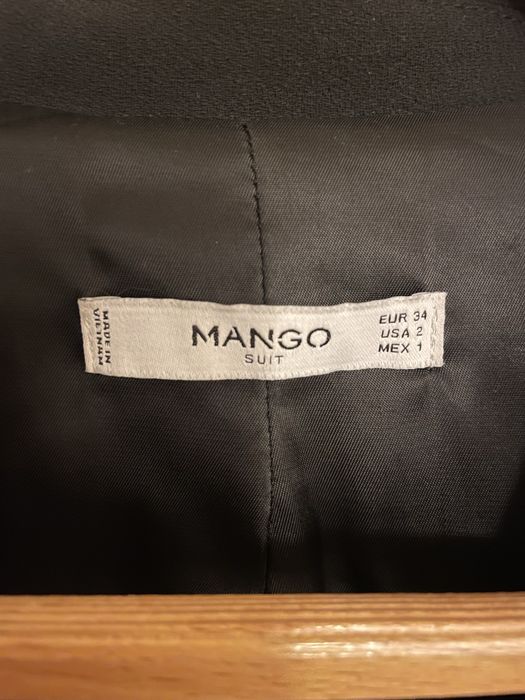 MADE IN
VIETNAM
MANGO
SUIT
EUR 34
USA 2
MEX 1